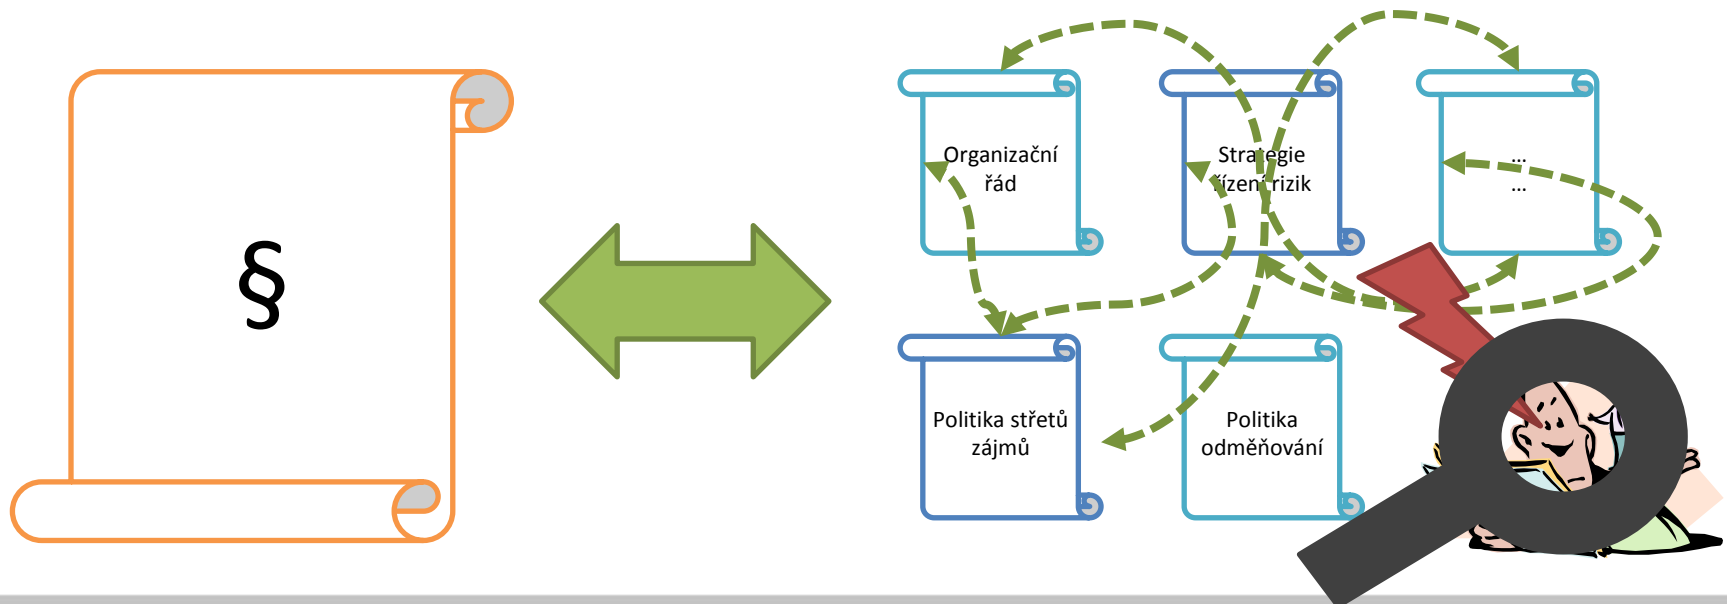 §
Organizační
řád
Strategie
řízení rizik
...
...
Politika střetů
zájmů
Politika
odměňování